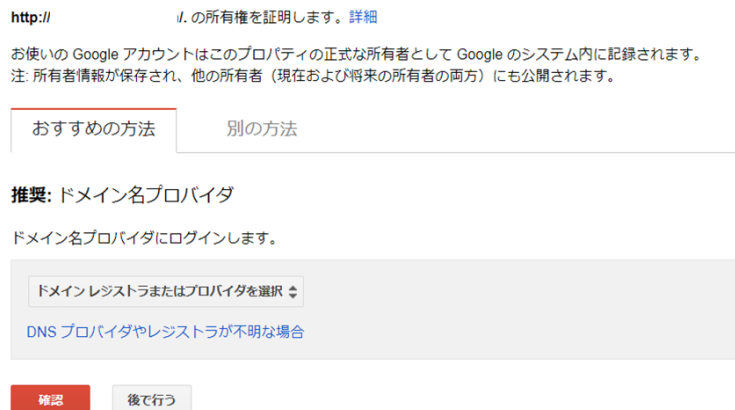 http:// /. の所有権を証明します。詳細
お使いの Google アカウントはこのプロパティの正式な所有者として Google のシステム内に記録されます。
注: 所有者情報が保存され、他の所有者（現在および将来の所有者の両方）にも公開されます。
おすすめの方法 別の方法
推奨: ドメイン名プロバイダ
ドメイン名プロバイダにログインします。
ドメイン レジストラまたはプロバイダを選択
DNS プロバイダやレジストラが不明な場合
確認 後で行う